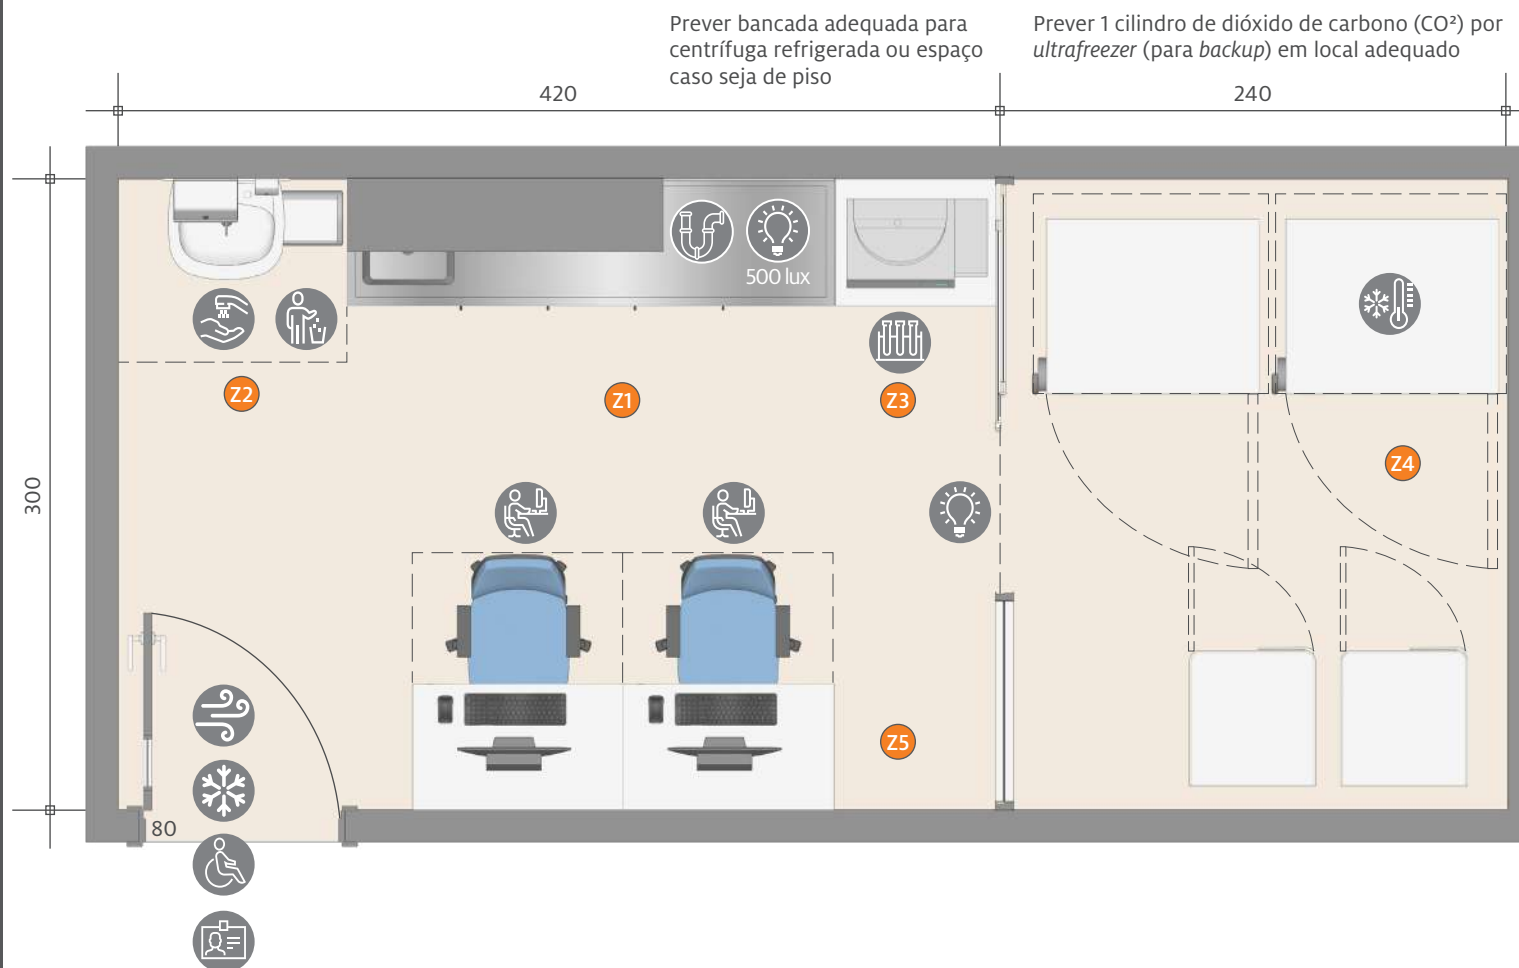 Prever bancada adequada para
centrífuga refrigerada ou espaço
caso seja de piso
Prever 1 cilindro de dióxido de carbono (CO²) por
ultrafreezer (para backup) em local adequado
420
240
500 lux
Z2
Z1
Z3
Z4
300
Z5
80